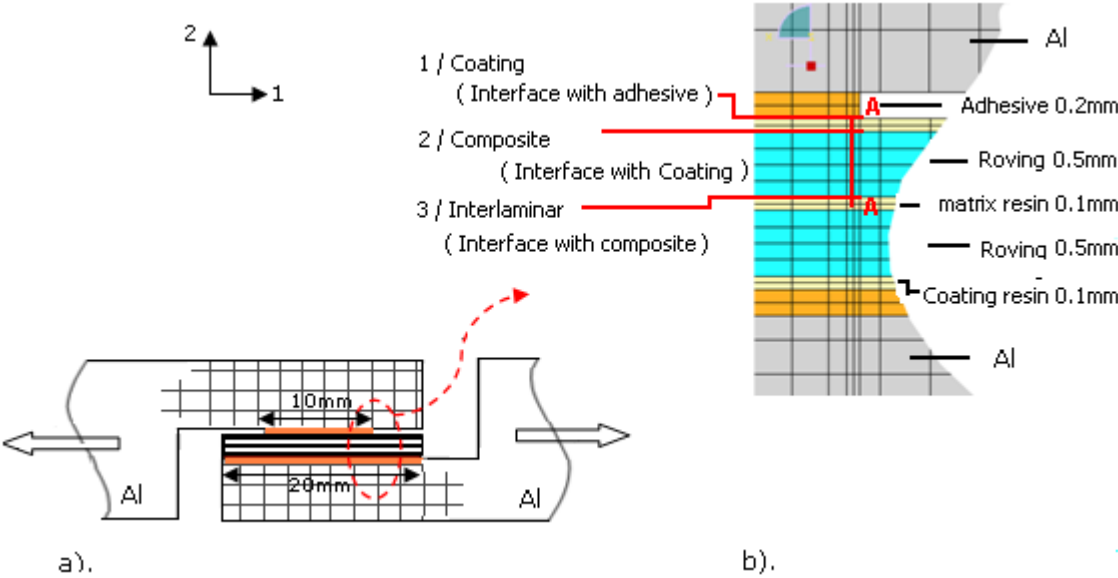 2
1
1 / Coating
( Interface with adhesive )
2 / Composite
( Interface with Coating )
3 / Interlaminar
( Interface with composite )
Al
A
Adhesive 0.2mm
Roving 0.5mm
A
matrix resin 0.1mm
Roving 0.5mm
Coating resin 0.1mm
Al
10mm
20mm
Al
Al
a).
b).